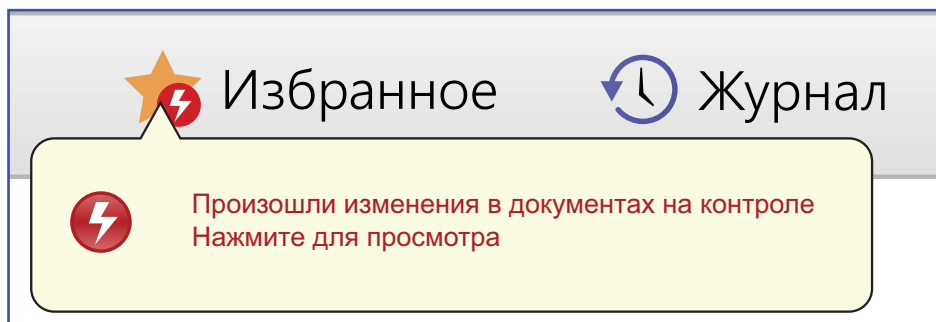 Избранное
Журнал
Произошли изменения в документах на контроле
Нажмите для просмотра